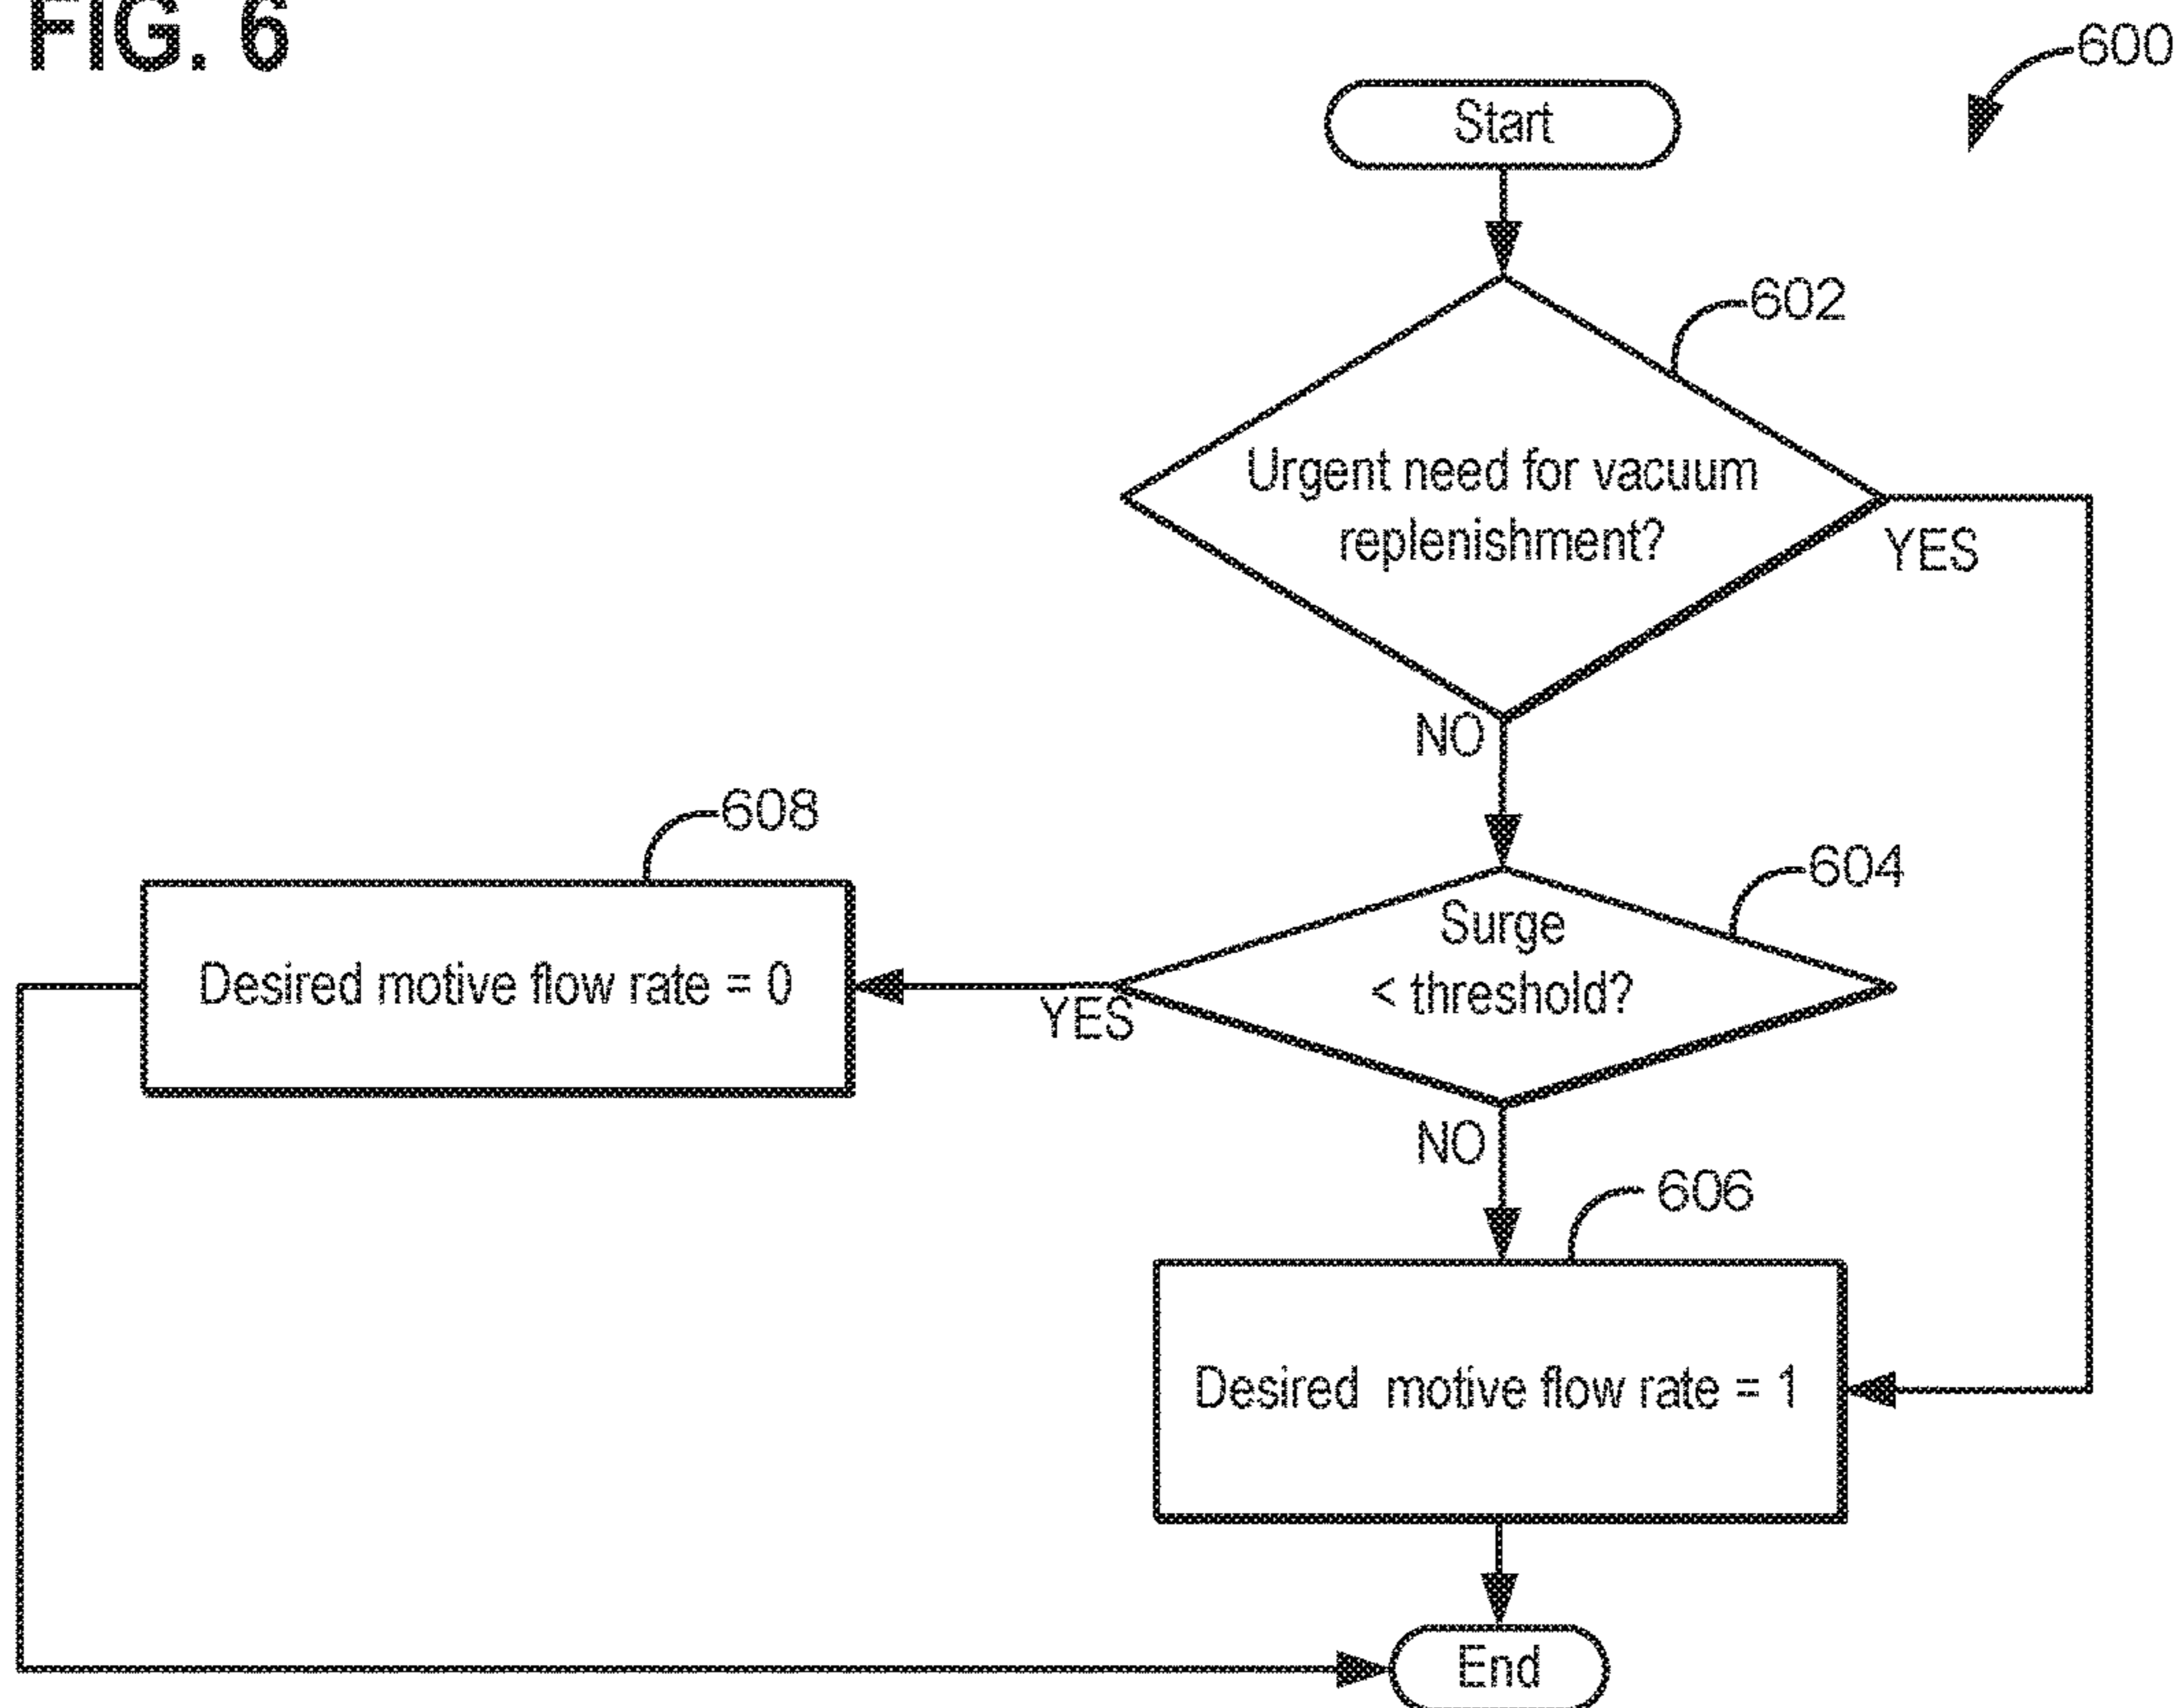 FIG. 6
600
Start
602
Urgent need for vacuum
replenishment?
YES
NO
608
604
Surge
< threshold?
Desired motive flow rate = 0
YES
NO
606
Desired motive flow rate = 1
End